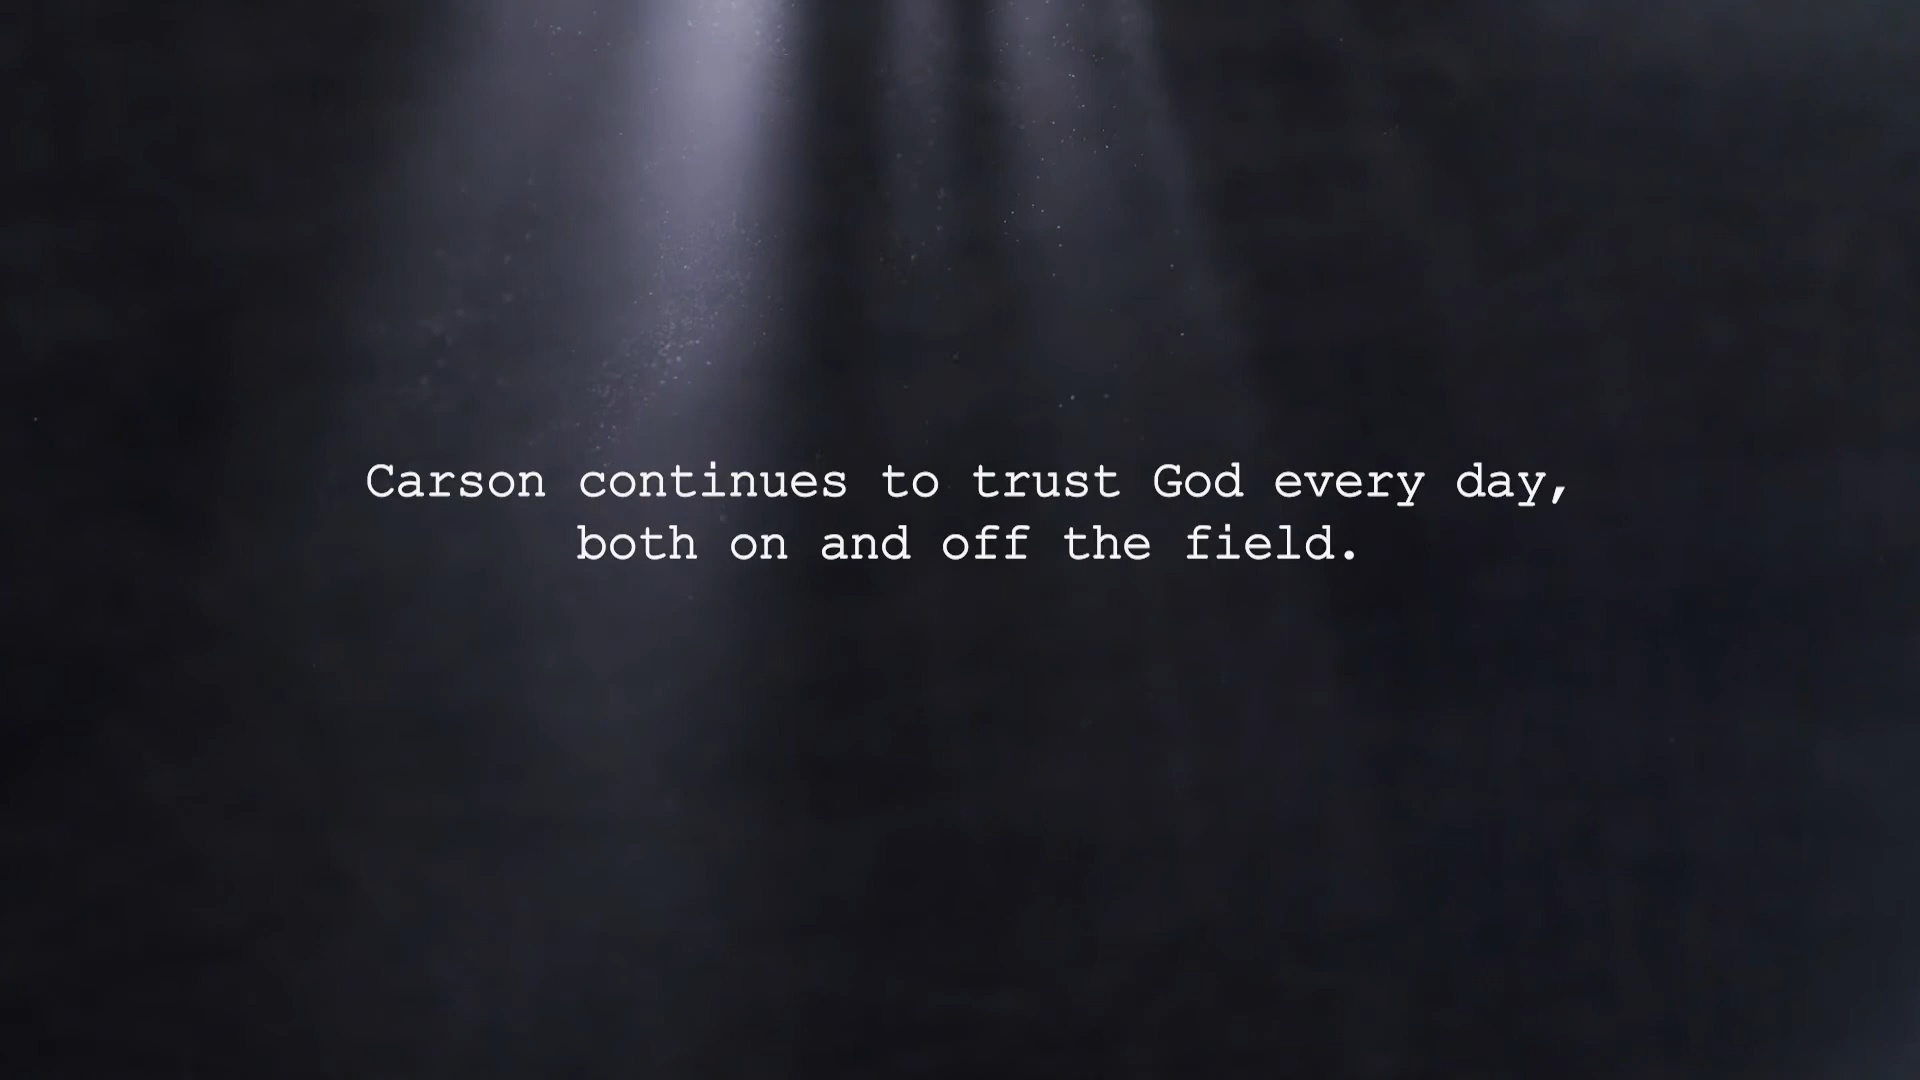 Carson continues to trust God every day,
both on and off the field.